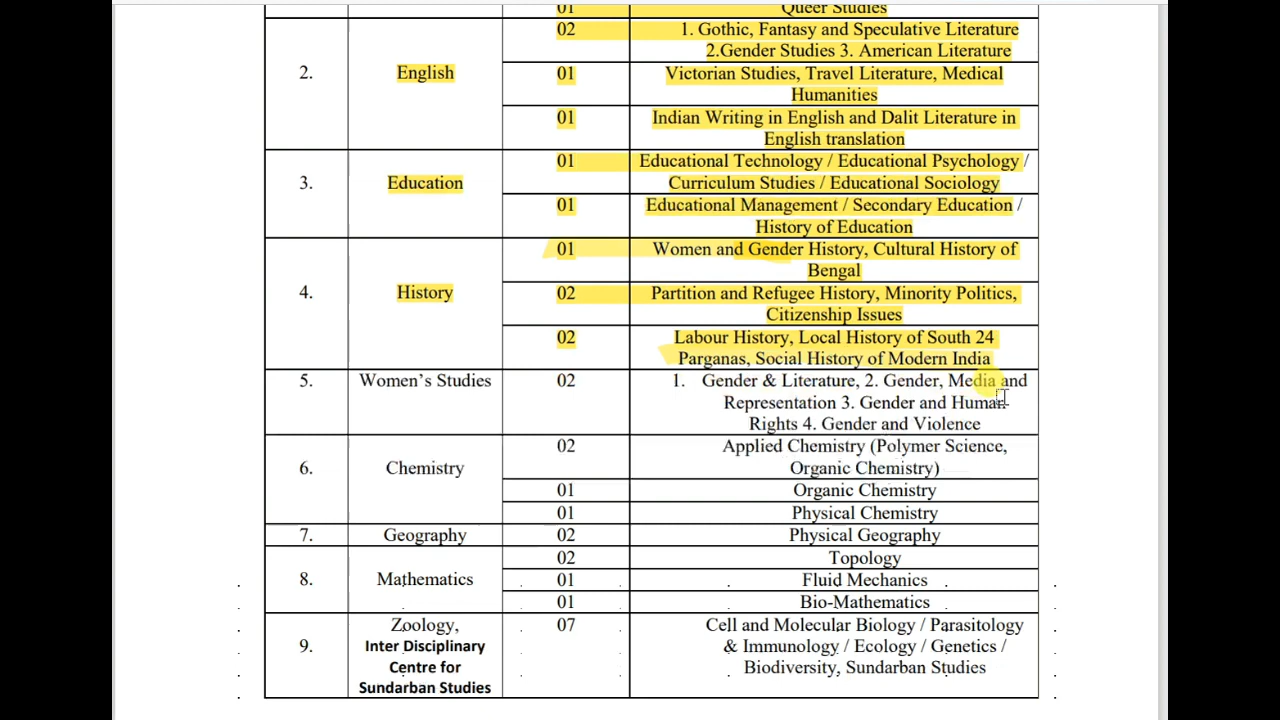 01 Queer Studies
02 1. Gothic, Fantasy and Speculative Literature
2.Gender Studies 3. American Literature
2. English 01 Victorian Studies, Travel Literature, Medical
Humanities
01 Indian Writing in English and Dalit Literature in
English translation
01 Educational Technology / Educational Psychology /
3. Education Curriculum Studies / Educational Sociology
01 Educational Management / Secondary Education /
History of Education
01 Women and Gender History, Cultural History of
Bengal
4. History 02 Partition and Refugee History, Minority Politics,
Citizenship Issues
02 Labour History, Local History of South 24
Parganas, Social History of Modern India
5. Women's Studies 02 1. Gender & Literature, 2. Gender, Media and
Representation 3. Gender and Human
Rights 4. Gender and Violence
02 Applied Chemistry (Polymer Science,
6. Chemistry Organic Chemistry)
01 Organic Chemistry
01 Physical Chemistry
7. Geography 02 Physical Geography
02 Topology
8. Mathematics 01 Fluid Mechanics
01 Bio-Mathematics
Zoology, 07 Cell and Molecular Biology / Parasitology
9. Inter Disciplinary & Immunology / Ecology / Genetics /
Centre for Biodiversity, Sundarban Studies
Sundarban Studies